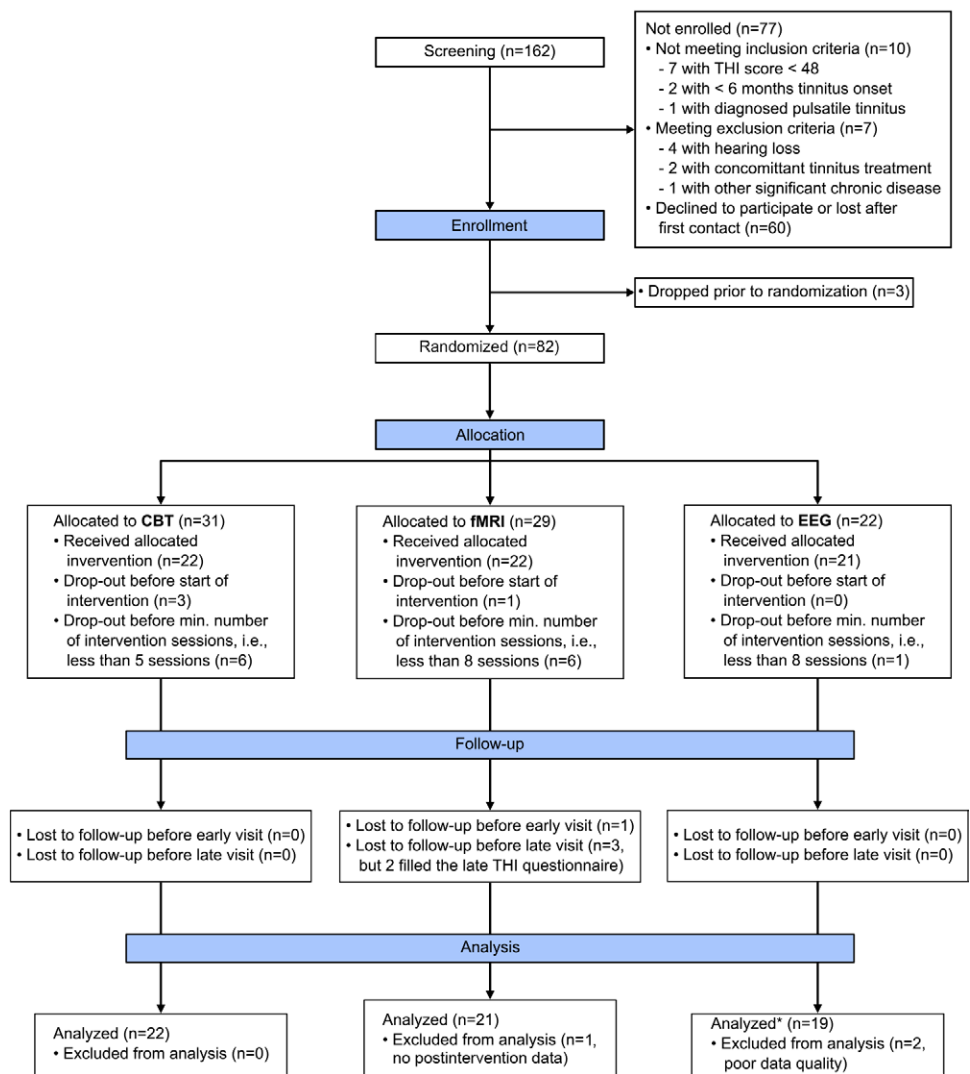 Screening (n=162)
Not enrolled (n=77)
• Not meeting inclusion criteria (n=10)
- 7 with THI score < 48
- 2 with < 6 months tinnitus onset
- 1 with diagnosed pulsatile tinnitus
• Meeting exclusion criteria (n=7)
- 4 with hearing loss
- 2 with concomittant tinnitus treatment
- 1 with other significant chronic disease
• Declined to participate or lost after
first contact (n=60)
Enrollment
• Dropped prior to randomization (n=3)
Randomized (n=82)
Allocation
Allocated to CBT (n=31)
• Received allocated
invervention (n=22)
• Drop-out before start of
intervention (n=3)
• Drop-out before min. number
of intervention sessions, i.e.,
less than 5 sessions (n=6)
Allocated to fMRI (n=29)
• Received allocated
invervention (n=22)
• Drop-out before start of
intervention (n=1)
• Drop-out before min. number
of intervention sessions, i.e.,
less than 8 sessions (n=6)
Allocated to EEG (n=22)
• Received allocated
invervention (n=21)
• Drop-out before start of
intervention (n=0)
• Drop-out before min. number
of intervention sessions, i.e.,
less than 8 sessions (n=1)
Follow-up
• Lost to follow-up before early visit (n=0)
• Lost to follow-up before late visit (n=0)
• Lost to follow-up before early visit (n=1)
• Lost to follow-up before late visit (n=3,
but 2 filled the late THI questionnaire)
• Lost to follow-up before early visit (n=0)
• Lost to follow-up before late visit (n=0)
Analysis
Analyzed (n=22)
• Excluded from analysis (n=0)
Analyzed (n=21)
• Excluded from analysis (n=1,
no postintervention data)
Analyzed* (n=19)
• Excluded from analysis (n=2,
poor data quality)